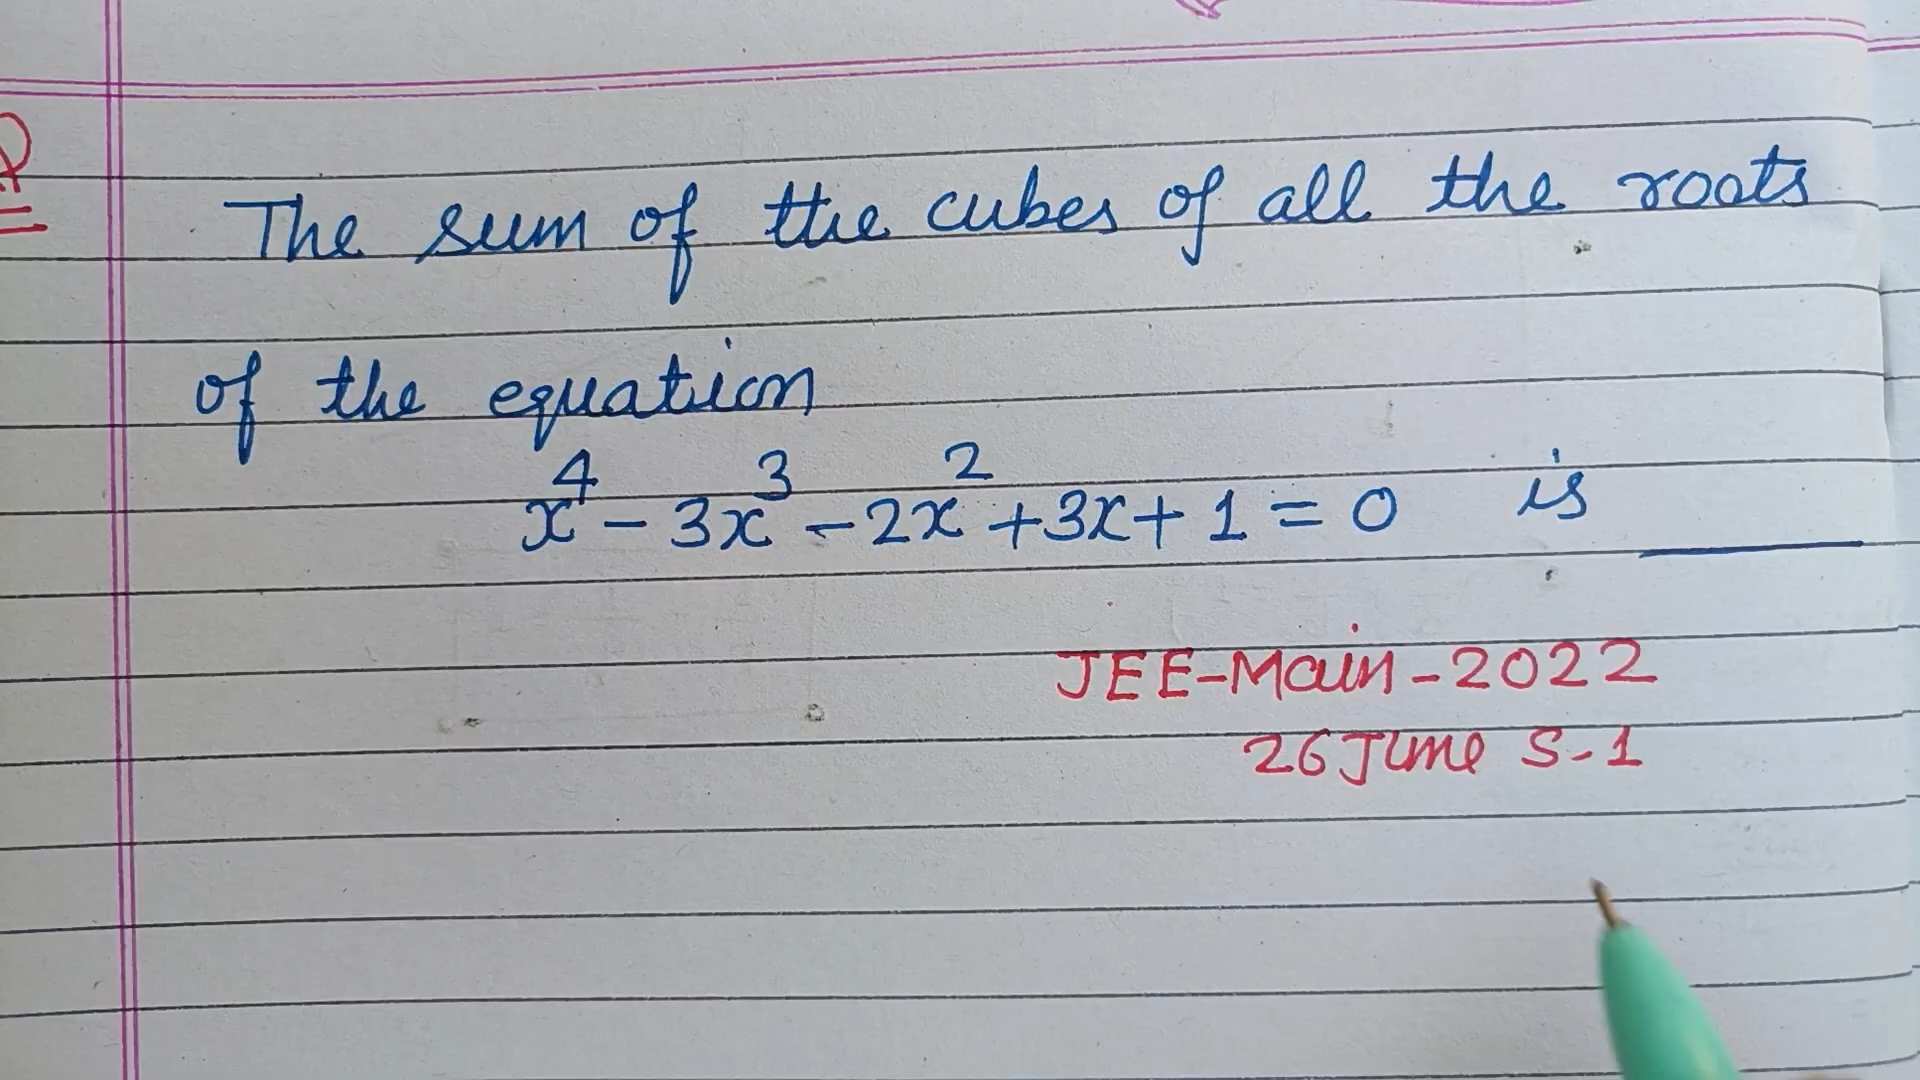 Q
The sum of the cubes of all the roots
of the equation
x⁴ - 3x³ - 2x² + 3x + 1 = 0 is ____
JEE-Main-2022
26 June S-1